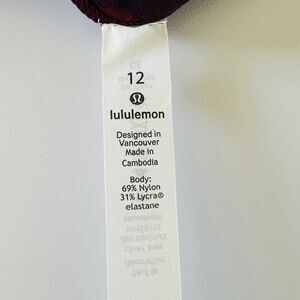 12
lululemon
Designed in
Vancouver
Made in
Cambodia
Body:
69% Nylon
31% Lycra®
elastane